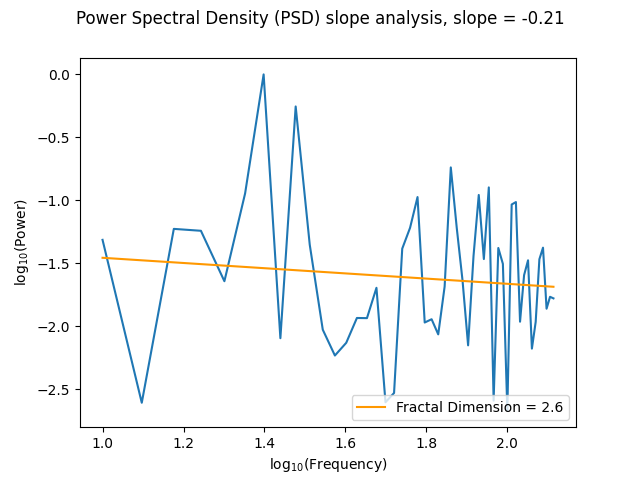 Power Spectral Density (PSD) slope analysis, slope = -0.21
0.0
−0.5
−1.0
−1.5
−2.0
−2.5
log10(Power)
Fractal Dimension = 2.6
1.0 1.2 1.4 1.6 1.8 2.0
log10(Frequency)